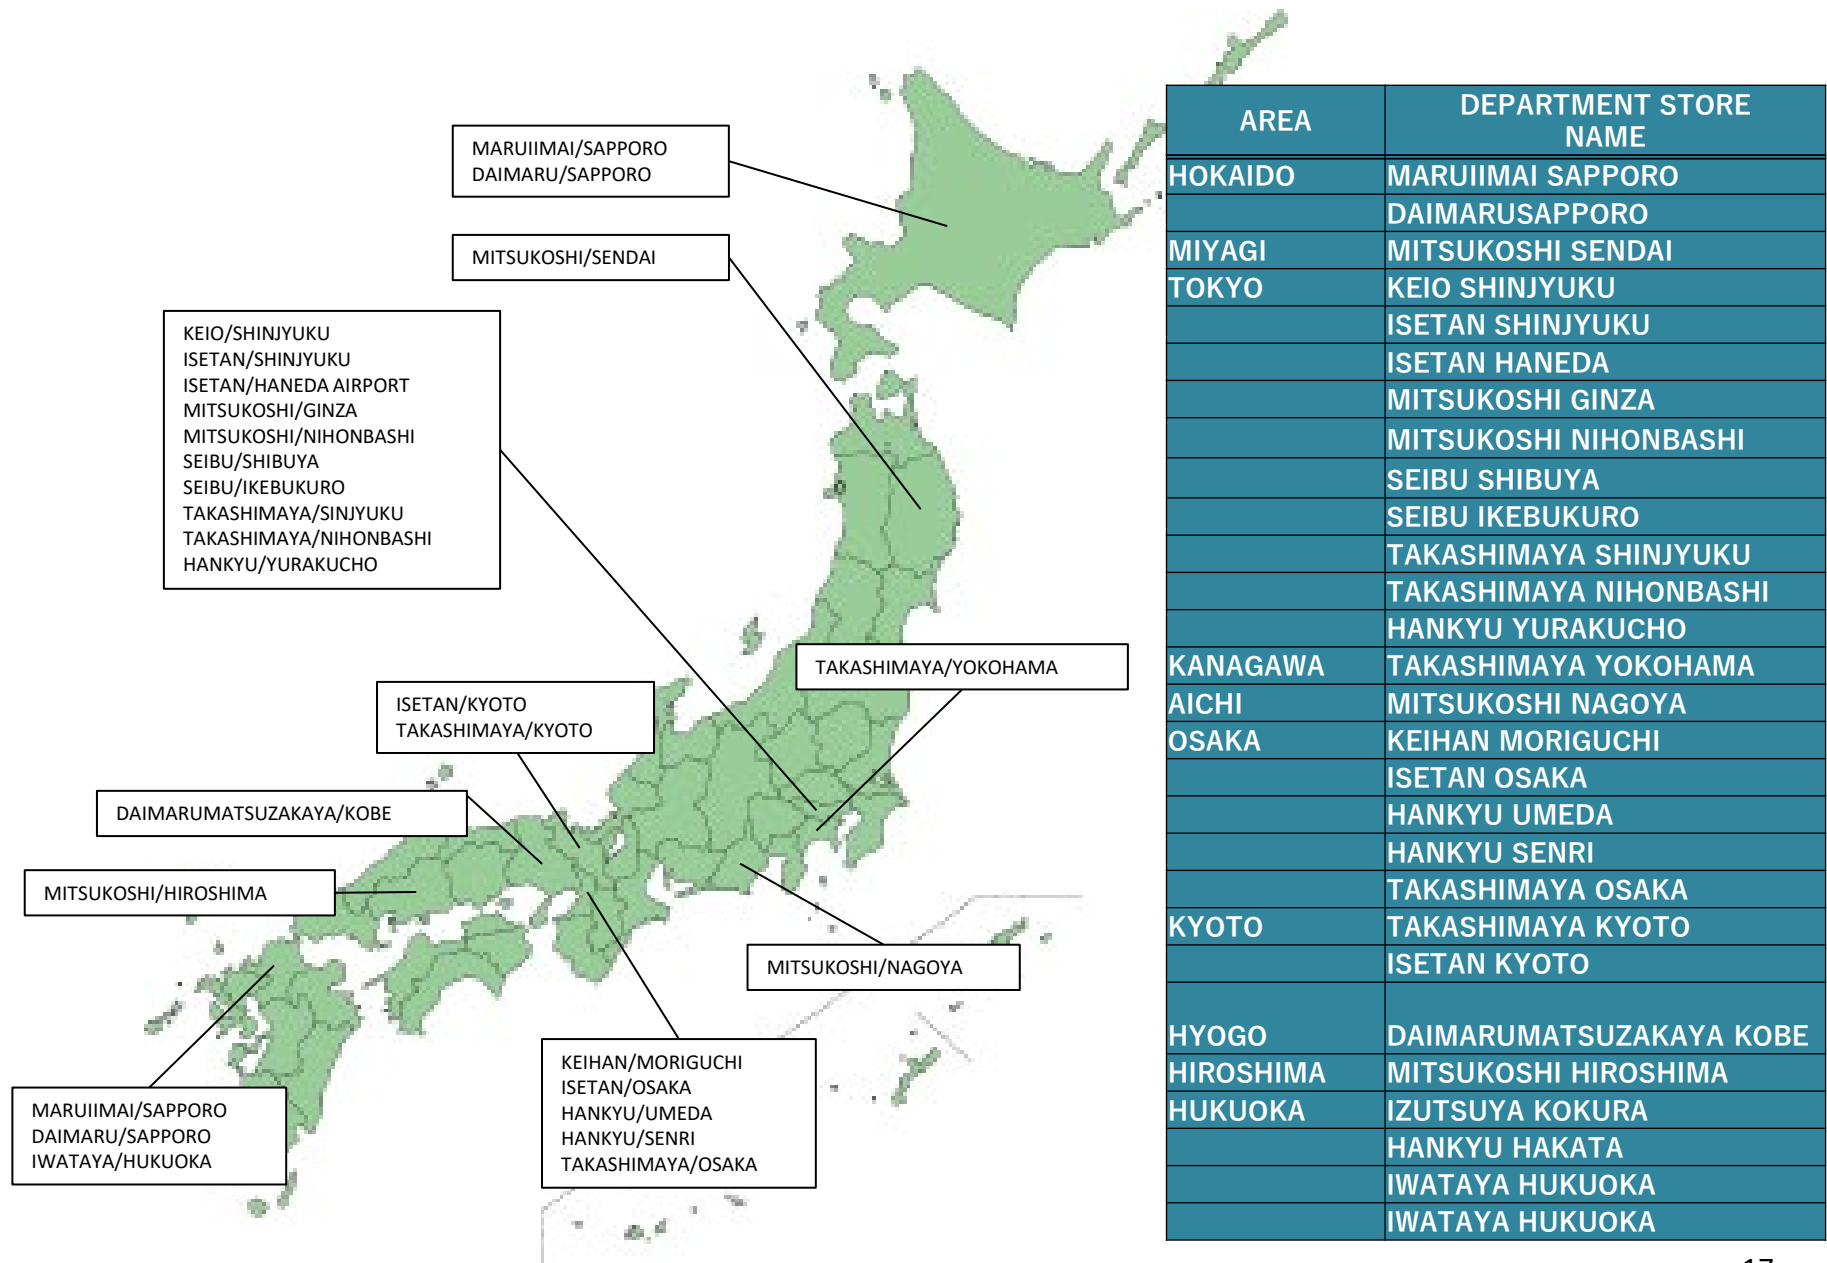 MARUIIMAI/SAPPORO
DAIMARU/SAPPORO
MITSUKOSHI/SENDAI
KEIO/SHINJYUKU
ISETAN/SHINJYUKU
ISETAN/HANEDA AIRPORT
MITSUKOSHI/GINZA
MITSUKOSHI/NIHONBASHI
SEIBU/SHIBUYA
SEIBU/IKEBUKURO
TAKASHIMAYA/SINJYUKU
TAKASHIMAYA/NIHONBASHI
HANKYU/YURAKUCHO
TAKASHIMAYA/YOKOHAMA
ISETAN/KYOTO
TAKASHIMAYA/KYOTO
DAIMARUMATSUZAKAYA/KOBE
MITSUKOSHI/HIROSHIMA
MITSUKOSHI/NAGOYA
KEIHAN/MORIGUCHI
ISETAN/OSAKA
HANKYU/UMEDA
HANKYU/SENRI
TAKASHIMAYA/OSAKA
MARUIIMAI/SAPPORO
DAIMARU/SAPPORO
IWATAYA/HUKUOKA
AREA DEPARTMENT STORE
NAME
HOKAIDO MARUIIMAI SAPPORO
DAIMARUSAPPORO
MIYAGI MITSUKOSHI SENDAI
TOKYO KEIO SHINJYUKU
ISETAN SHINJYUKU
ISETAN HANEDA
MITSUKOSHI GINZA
MITSUKOSHI NIHONBASHI
SEIBU SHIBUYA
SEIBU IKEBUKURO
TAKASHIMAYA SHINJYUKU
TAKASHIMAYA NIHONBASHI
HANKYU YURAKUCHO
KANAGAWA TAKASHIMAYA YOKOHAMA
AICHI MITSUKOSHI NAGOYA
OSAKA KEIHAN MORIGUCHI
ISETAN OSAKA
HANKYU UMEDA
HANKYU SENRI
TAKASHIMAYA OSAKA
KYOTO TAKASHIMAYA KYOTO
ISETAN KYOTO
HYOGO DAIMARUMATSUZAKAYA KOBE
HIROSHIMA MITSUKOSHI HIROSHIMA
HUKUOKA IZUTSUYA KOKURA
HANKYU HAKATA
IWATAYA HUKUOKA
IWATAYA HUKUOKA
17